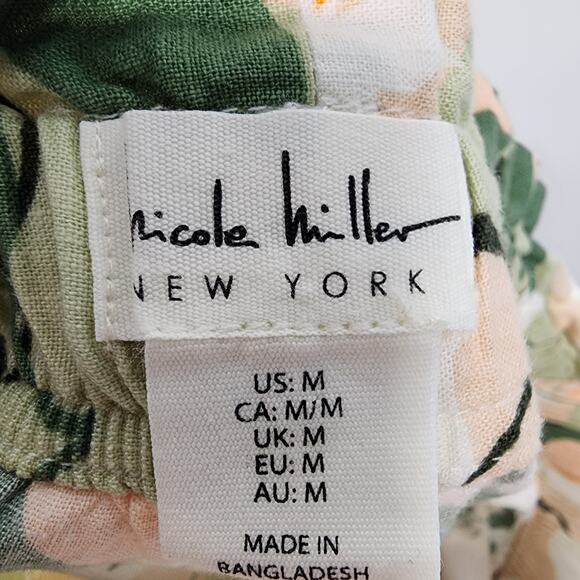 nicole miller
NEW YORK
US: M
CA: M/M
UK: M
EU: M
AU: M
MADE IN
BANGLADESH